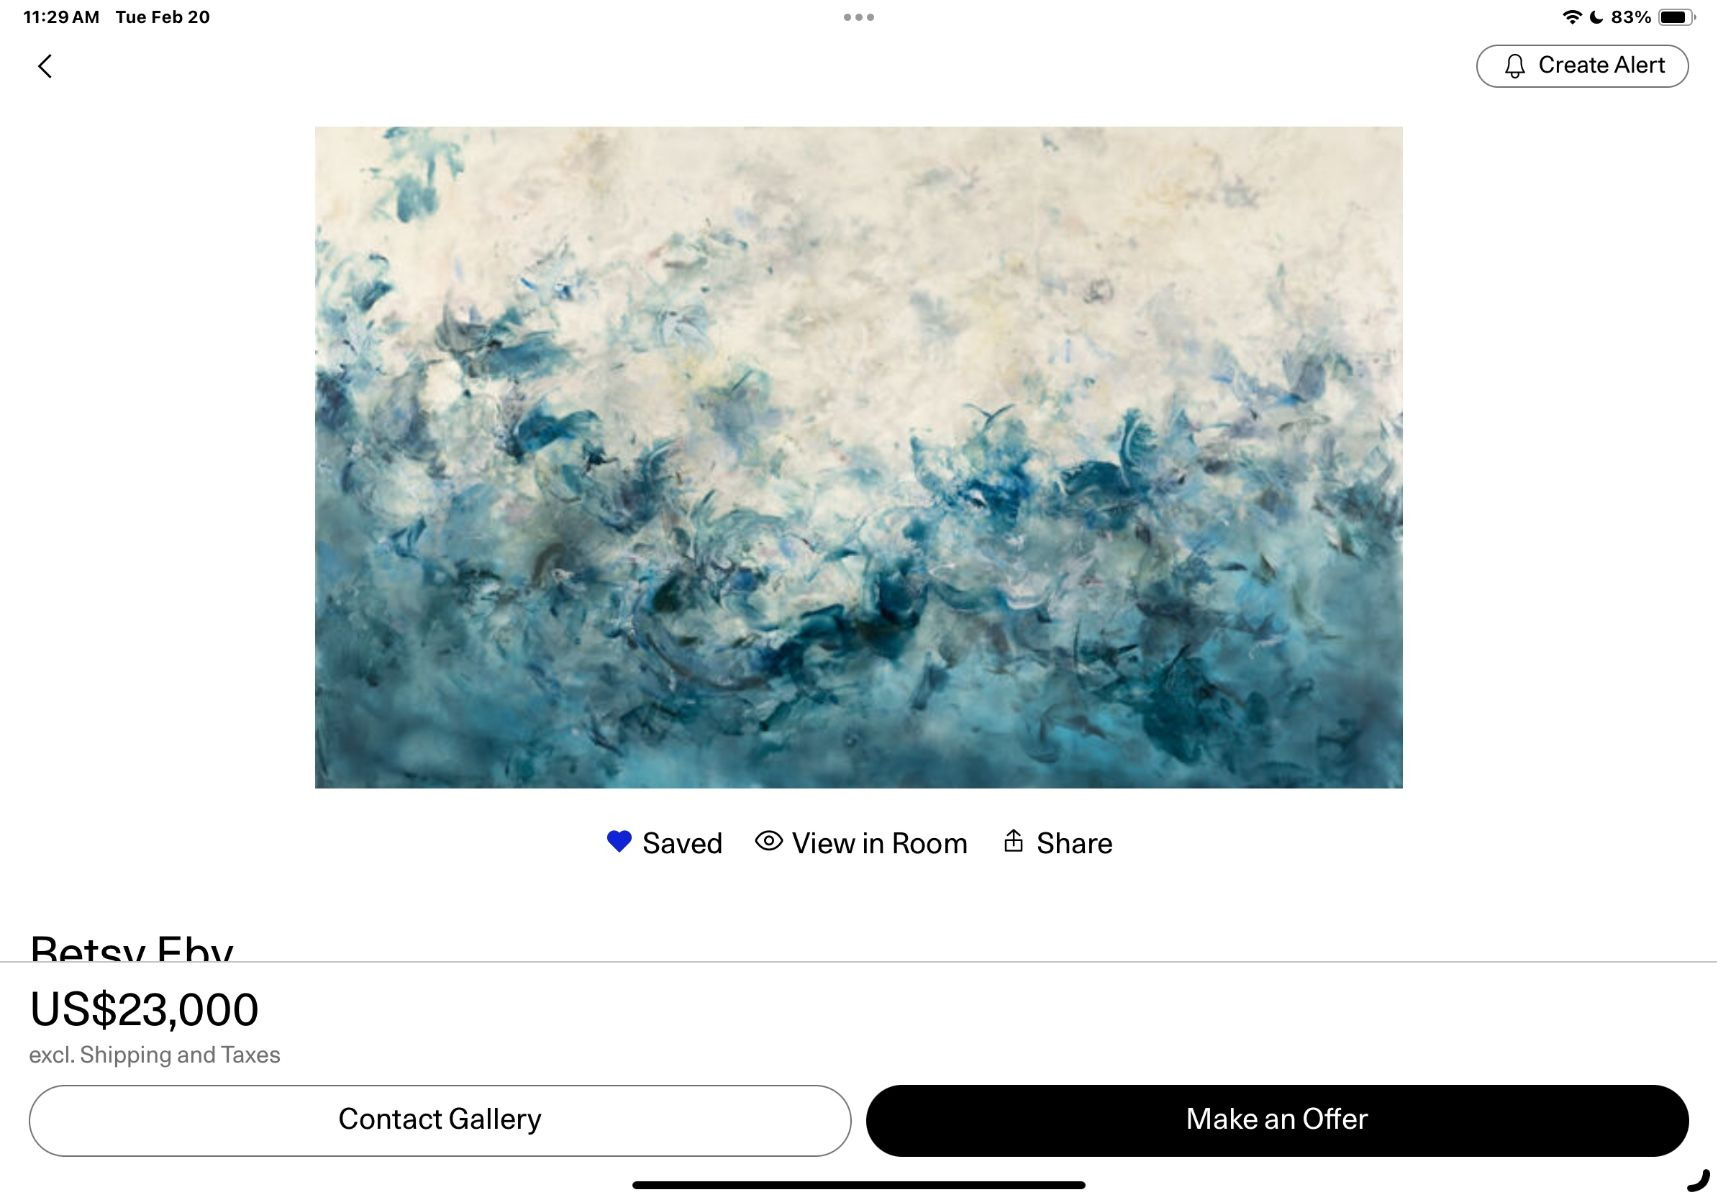 11:29 AM Tue Feb 20
83%
Create Alert
Saved View in Room Share
Betsy Eby
US$23,000
excl. Shipping and Taxes
Contact Gallery Make an Offer